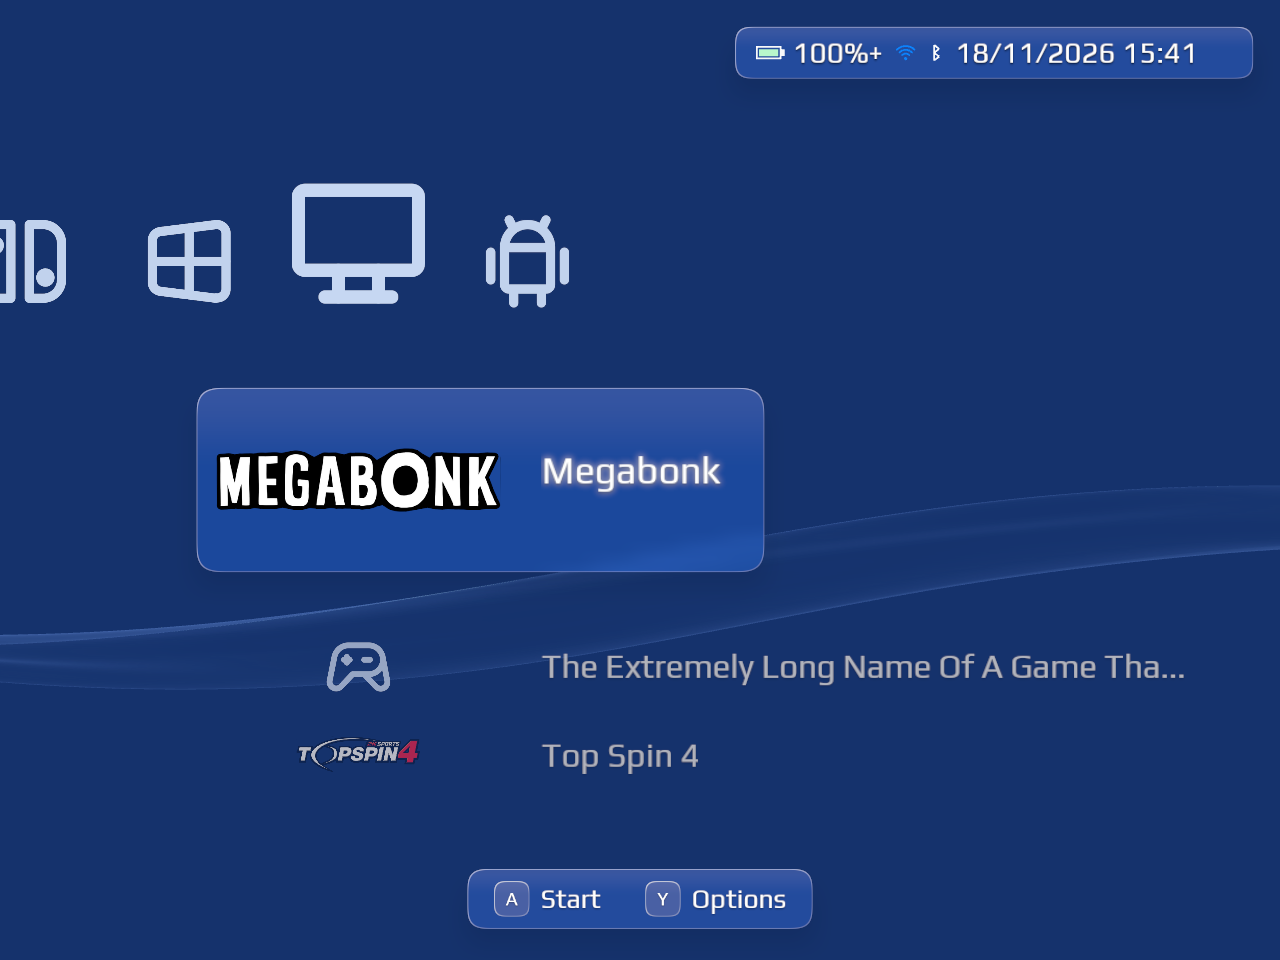 100%+ 18/11/2026 15:41
MEGABONK Megabonk
The Extremely Long Name Of A Game Tha...
TOPSPIN4 Top Spin 4
A Start Y Options